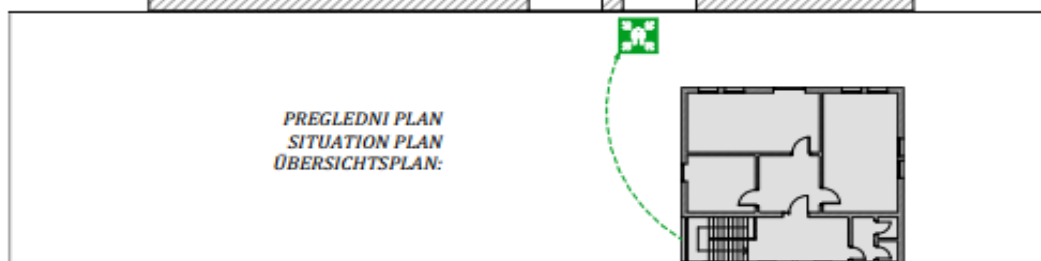 PREGLEDNI PLAN
SITUATION PLAN
ÜBERSICHTSPLAN: